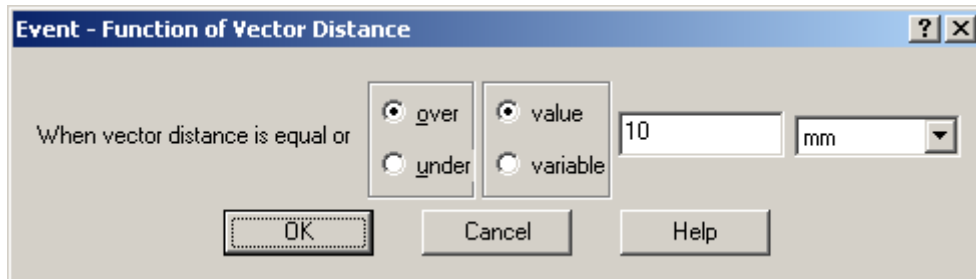 Event - Function of Vector Distance
When vector distance is equal or
over
under
value
variable
10
mm
OK
Cancel
Help